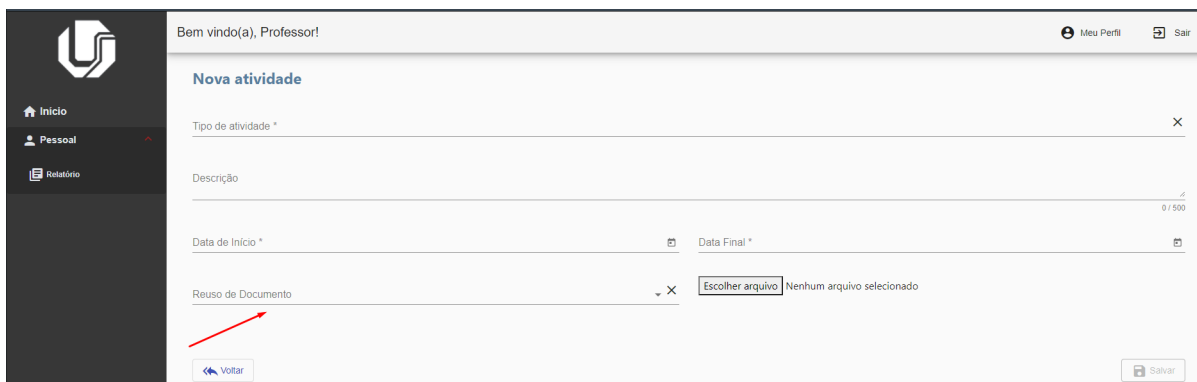 Bem vindo(a), Professor!
Meu Perfil
Sair
Nova atividade
Início
Pessoal
Relatório
Tipo de atividade *
Descrição
0 / 500
Data de Início *
Data Final *
Reuso de Documento
Escolher arquivo Nenhum arquivo selecionado
Voltar
Salvar